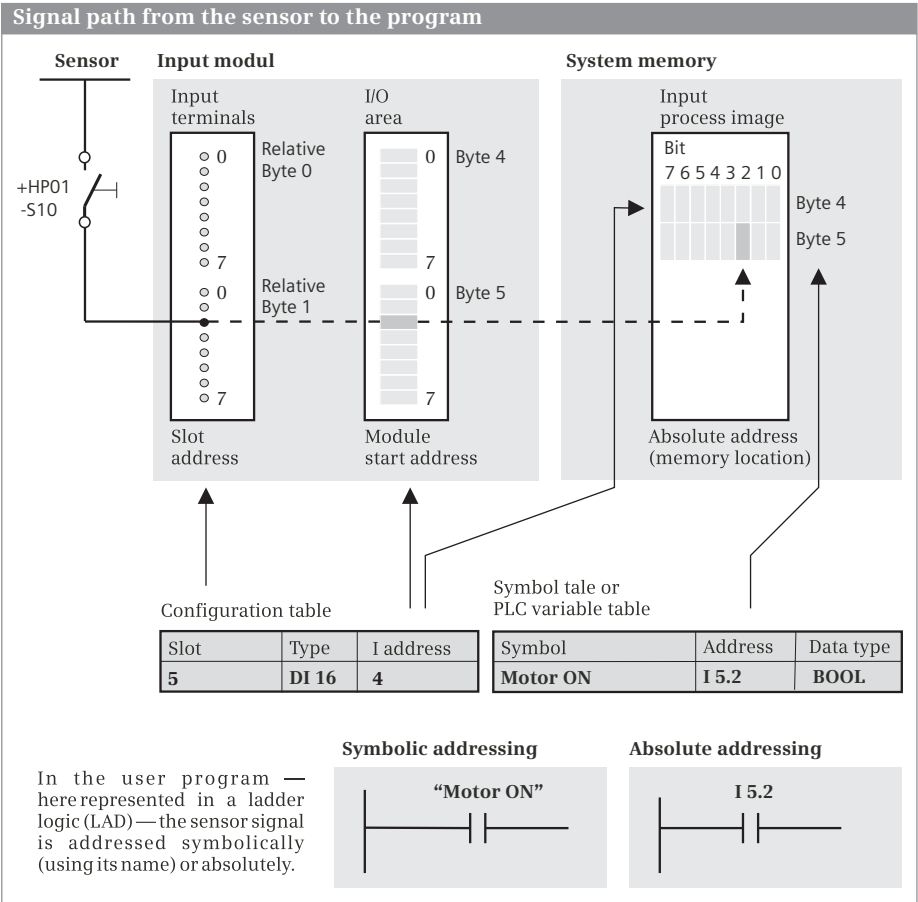 Signal path from the sensor to the program
Sensor
Input modul
System memory
Input
terminals
I/O
area
Input
process image
0
Relative
Byte 0
0
Byte 4
Bit
7 6 5 4 3 2 1 0
+HP01
-S10
Byte 4
Byte 5
7
7
0
Relative
Byte 1
0
Byte 5
7
7
Slot
address
Module
start address
Absolute address
(memory location)
Configuration table
Symbol tale or
PLC variable table
Slot Type I address
5 DI 16 4
Symbol Address Data type
Motor ON I 5.2 BOOL
Symbolic addressing
Absolute addressing
In the user program —
here represented in a ladder
logic (LAD) — the sensor signal
is addressed symbolically
(using its name) or absolutely.
“Motor ON”
I 5.2